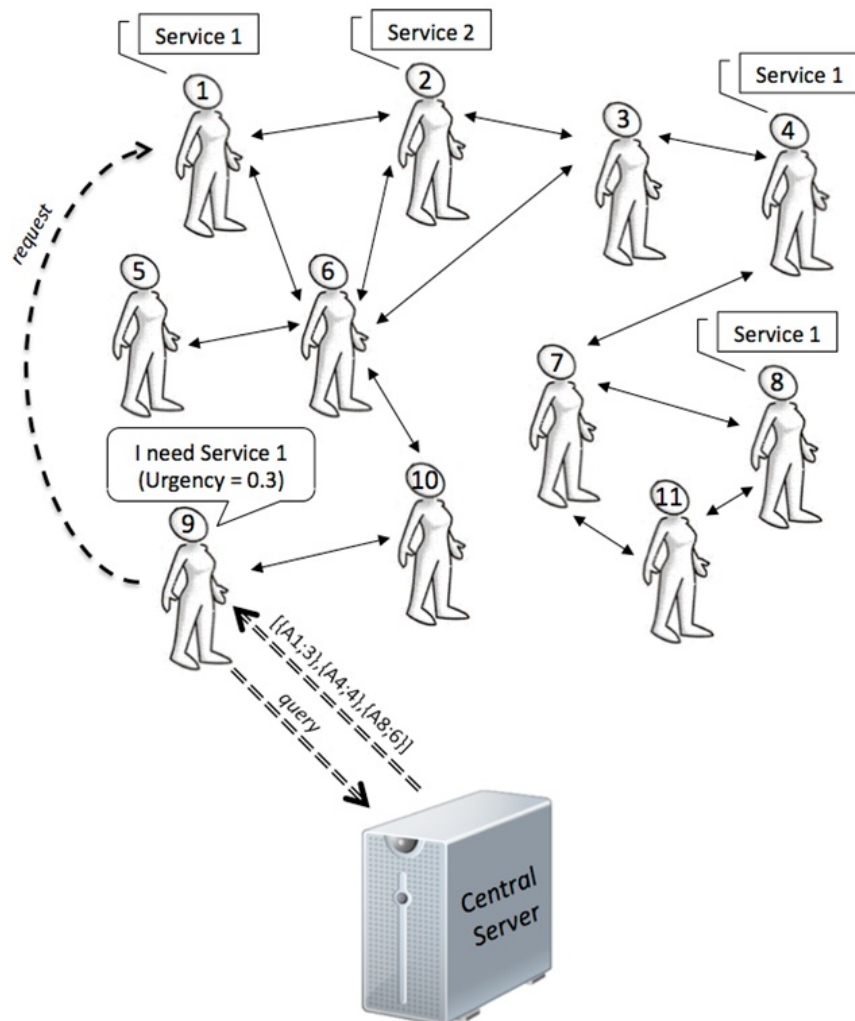 Service 1
Service 2
Service 1
1
2
3
4
request
5
6
Service 1
7
8
I need Service 1
(Urgency = 0.3)
9
10
11
[{A1;3},{A4;4},{A8;6}]
query
Central
Server